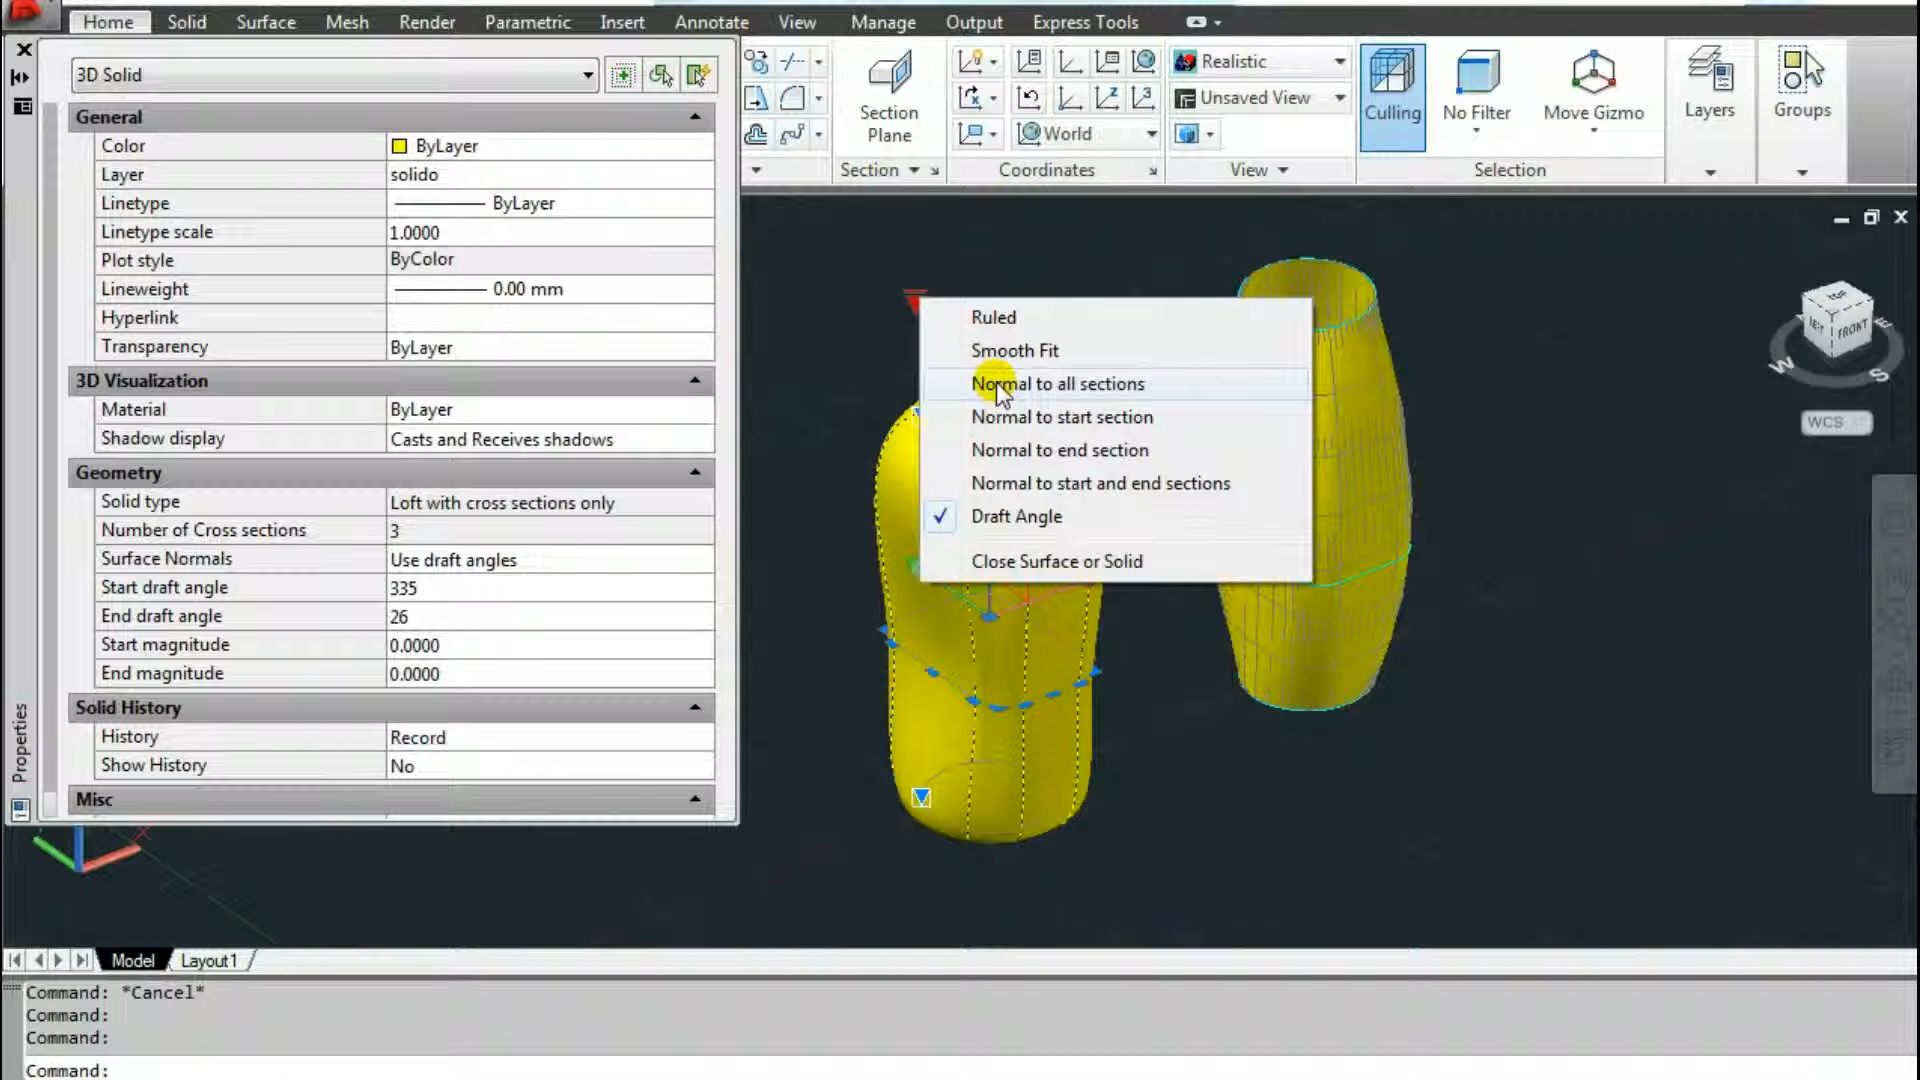 Home Solid Surface Mesh Render Parametric Insert Annotate View Manage Output Express Tools
3D Solid
General
Color ByLayer
Layer solido
Linetype ByLayer
Linetype scale 1.0000
Plot style ByColor
Lineweight 0.00 mm
Hyperlink
Transparency ByLayer
3D Visualization
Material ByLayer
Shadow display Casts and Receives shadows
Geometry
Solid type Loft with cross sections only
Number of Cross sections 3
Surface Normals Use draft angles
Start draft angle 335
End draft angle 26
Start magnitude 0.0000
End magnitude 0.0000
Solid History
History Record
Show History No
Misc
Properties
Section
Plane
Section
World
Coordinates
Realistic
Unsaved View
View
Culling
No Filter
Move Gizmo
Selection
Layers
Groups
Ruled
Smooth Fit
Normal to all sections
Normal to start section
Normal to end section
Normal to start and end sections
Draft Angle
Close Surface or Solid
TOP
LEFT FRONT
E
W
S
WCS
Model Layout1
Command: *Cancel*
Command:
Command:
Command: